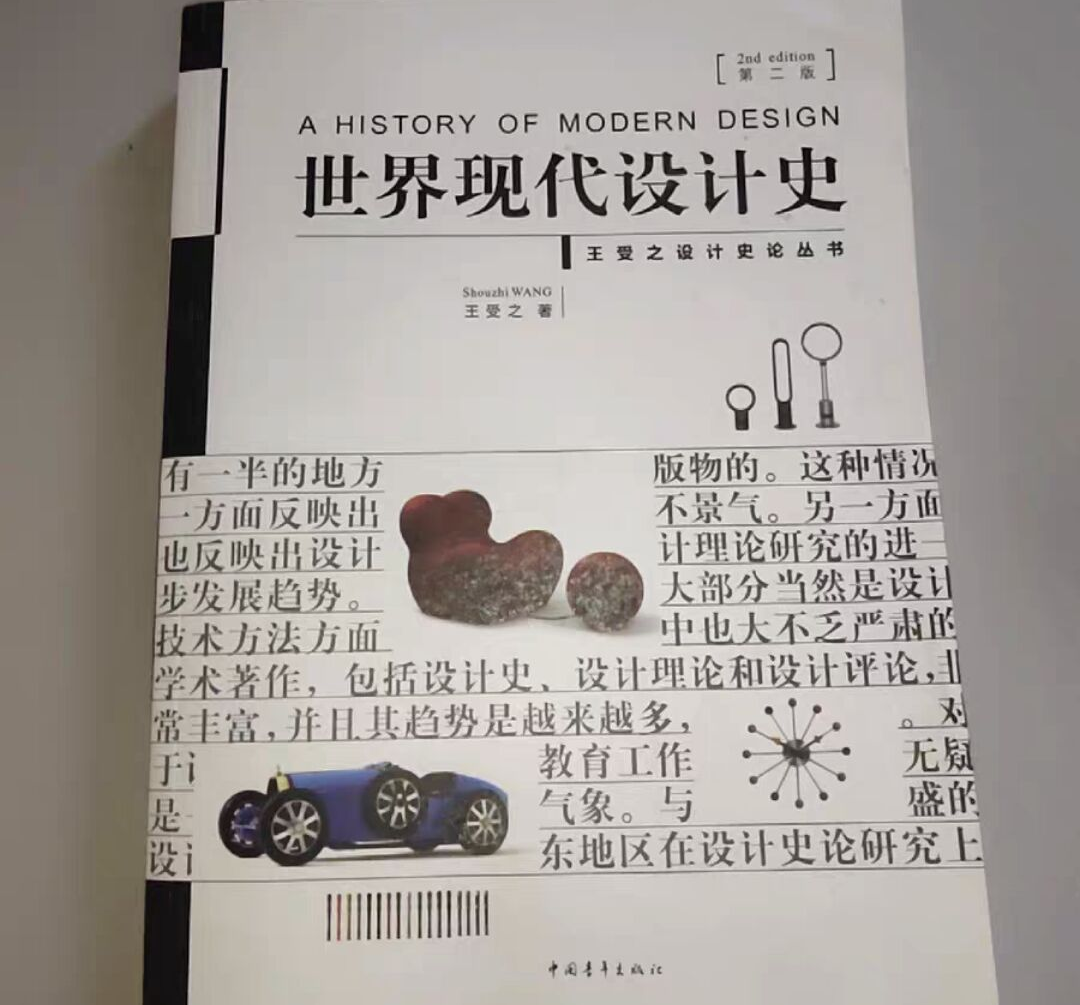 2nd edition
第二版
A HISTORY OF MODERN DESIGN
世界现代设计史
王受之设计史论丛书
Shouzhi WANG
王受之 著
有一半的地方 版物的。这种情况
一方面反映出 不景气。另一方面
也反映出设计 计理论研究的进一
步发展趋势。 大部分当然是设计
技术方法方面 中也大不乏严肃的
学术著作，包括设计史、设计理论和设计评论，非
常丰富，并且其趋势是越来越多， 。对
于 教育工作 无疑
是 气象。与 盛的
设计 东地区在设计史论研究上
中国青年出版社